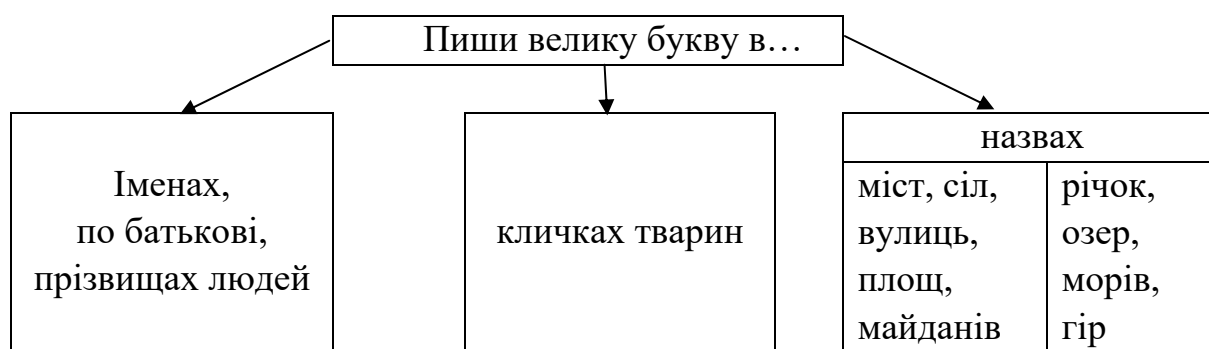 Пиши велику букву в…
Іменах,
по батькові,
прізвищах людей
кличках тварин
назвах
міст, сіл,
вулиць,
площ,
майданів
річок,
озер,
морів,
гір